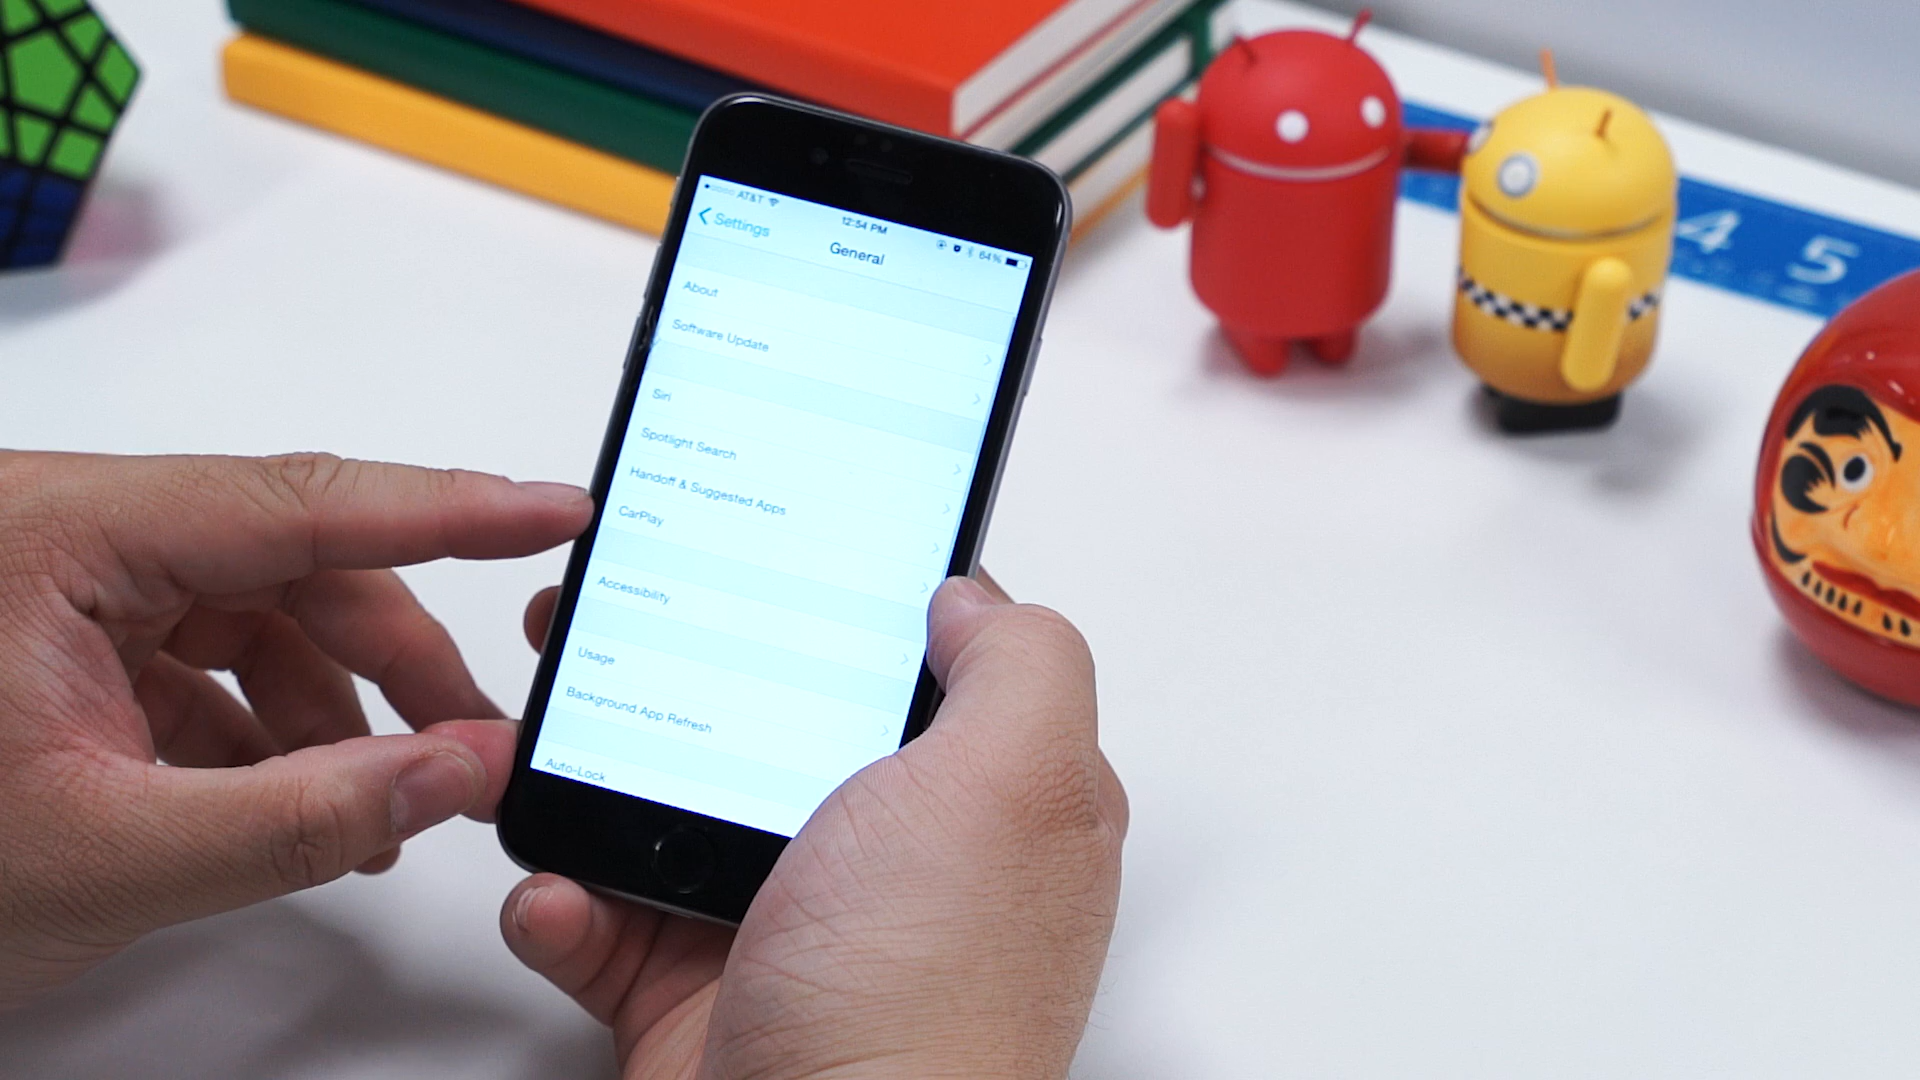 AT&T
12:54 PM
64%
Settings
General
About
Software Update
Siri
Spotlight Search
Handoff & Suggested Apps
CarPlay
Accessibility
Usage
Background App Refresh
Auto-Lock
4 5